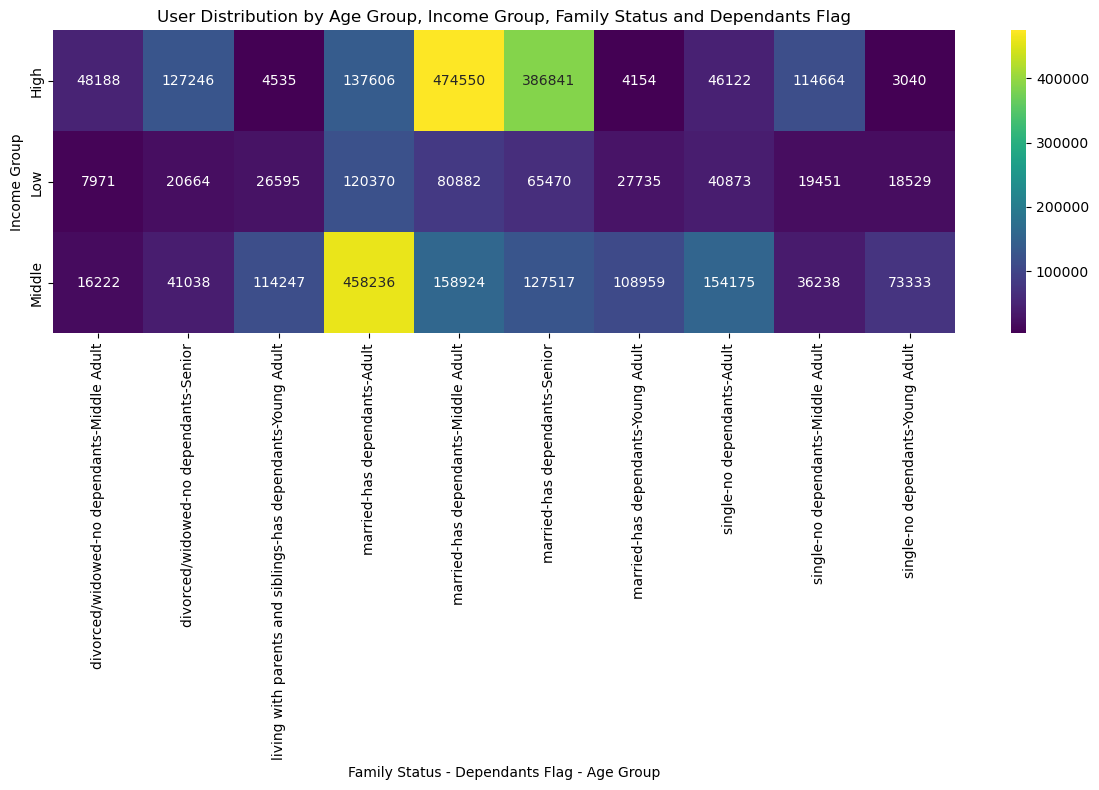 User Distribution by Age Group, Income Group, Family Status and Dependants Flag
Income Group
High
48188 127246 4535 137606 474550 386841 4154 46122 114664 3040
Low
7971 20664 26595 120370 80882 65470 27735 40873 19451 18529
Middle
16222 41038 114247 458236 158924 127517 108959 154175 36238 73333
400000
300000
200000
100000
divorced/widowed-no dependants-Middle Adult
divorced/widowed-no dependants-Senior
living with parents and siblings-has dependants-Young Adult
married-has dependants-Adult
married-has dependants-Middle Adult
married-has dependants-Senior
married-has dependants-Young Adult
single-no dependants-Adult
single-no dependants-Middle Adult
single-no dependants-Young Adult
Family Status - Dependants Flag - Age Group